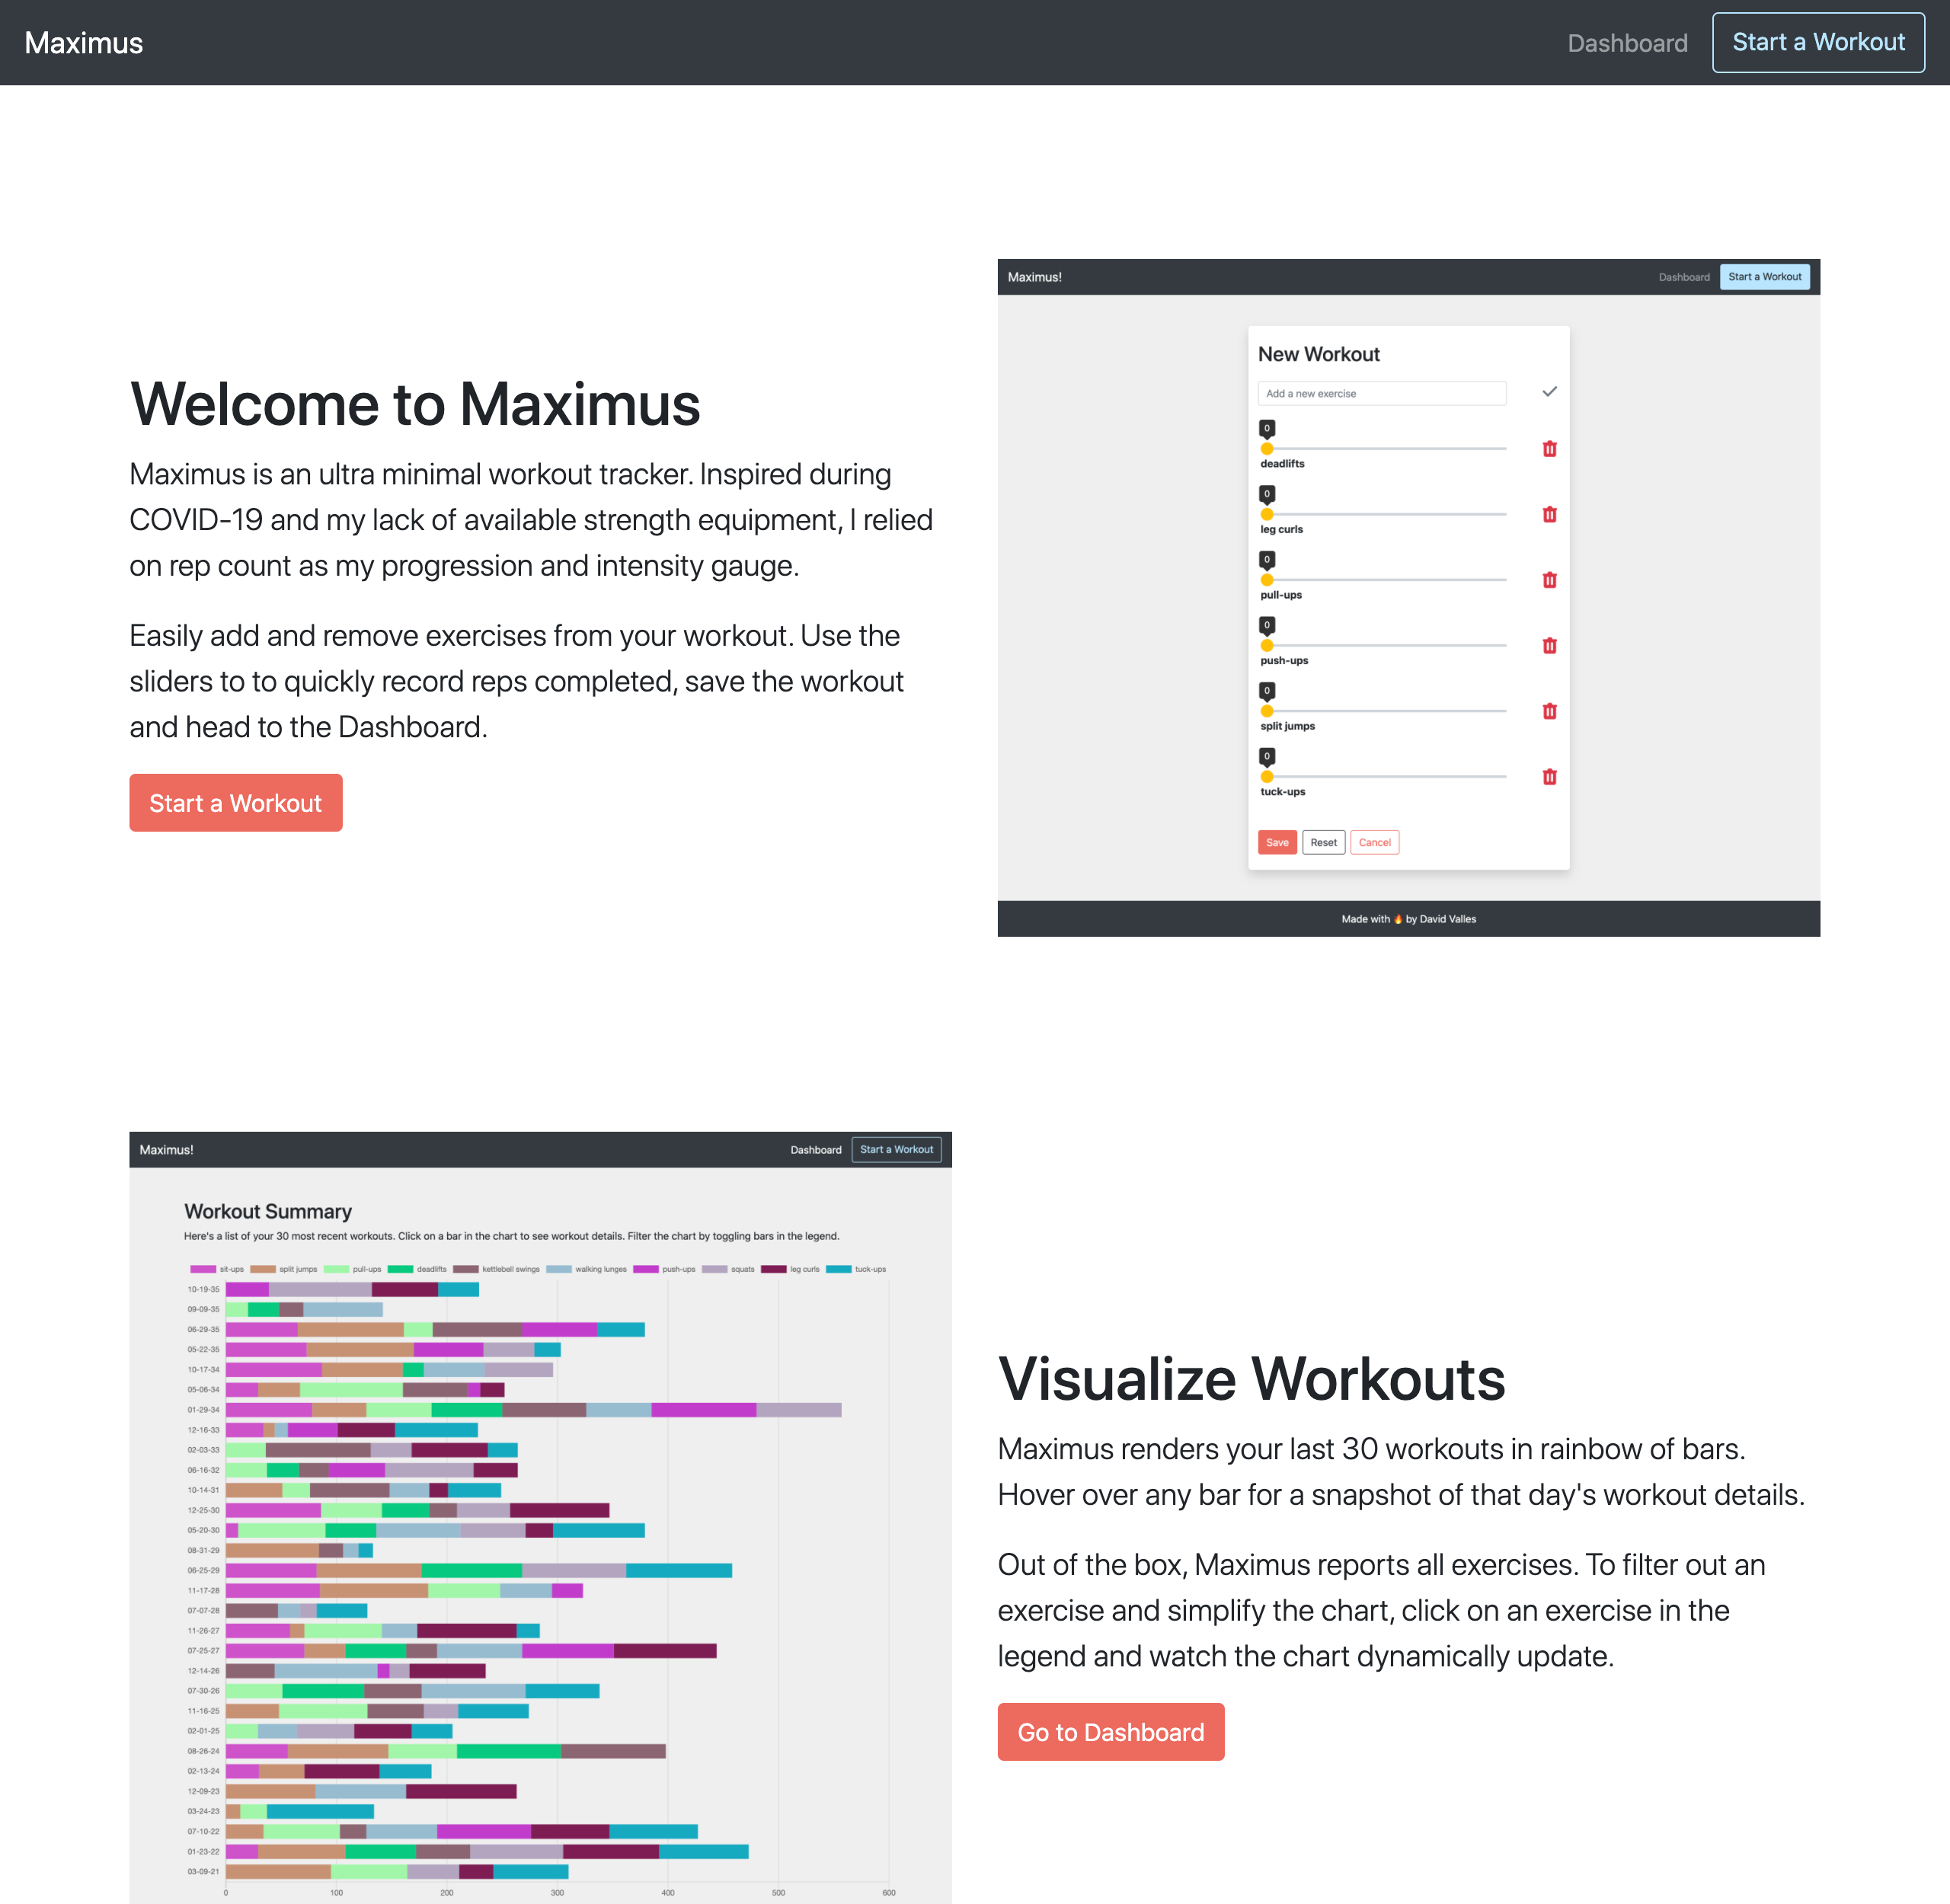 Maximus
Dashboard
Start a Workout
Welcome to Maximus
Maximus is an ultra minimal workout tracker. Inspired during
COVID-19 and my lack of available strength equipment, I relied
on rep count as my progression and intensity gauge.
Easily add and remove exercises from your workout. Use the
sliders to to quickly record reps completed, save the workout
and head to the Dashboard.
Start a Workout
Maximus!
Dashboard
Start a Workout
New Workout
Add a new exercise
0
deadlifts
0
leg curls
0
pull-ups
0
push-ups
0
split jumps
0
tuck-ups
Save
Reset
Cancel
Made with 🔥 by David Valles
Maximus!
Dashboard
Start a Workout
Workout Summary
Here's a list of your 30 most recent workouts. Click on a bar in the chart to see workout details. Filter the chart by toggling bars in the legend.
sit-ups
split jumps
pull-ups
deadlifts
kettlebell swings
walking lunges
push-ups
squats
leg curls
tuck-ups
10-19-35
09-09-35
06-29-35
05-22-35
10-17-34
05-06-34
01-29-34
12-16-33
02-03-33
06-16-32
10-14-31
12-25-30
05-20-30
08-31-29
06-25-29
11-17-28
07-07-28
11-26-27
07-25-27
12-14-26
07-30-26
11-16-25
02-01-25
08-26-24
02-13-24
12-09-23
03-24-23
07-10-22
01-23-22
03-09-21
0
100
200
300
400
500
600
Visualize Workouts
Maximus renders your last 30 workouts in rainbow of bars.
Hover over any bar for a snapshot of that day's workout details.
Out of the box, Maximus reports all exercises. To filter out an
exercise and simplify the chart, click on an exercise in the
legend and watch the chart dynamically update.
Go to Dashboard